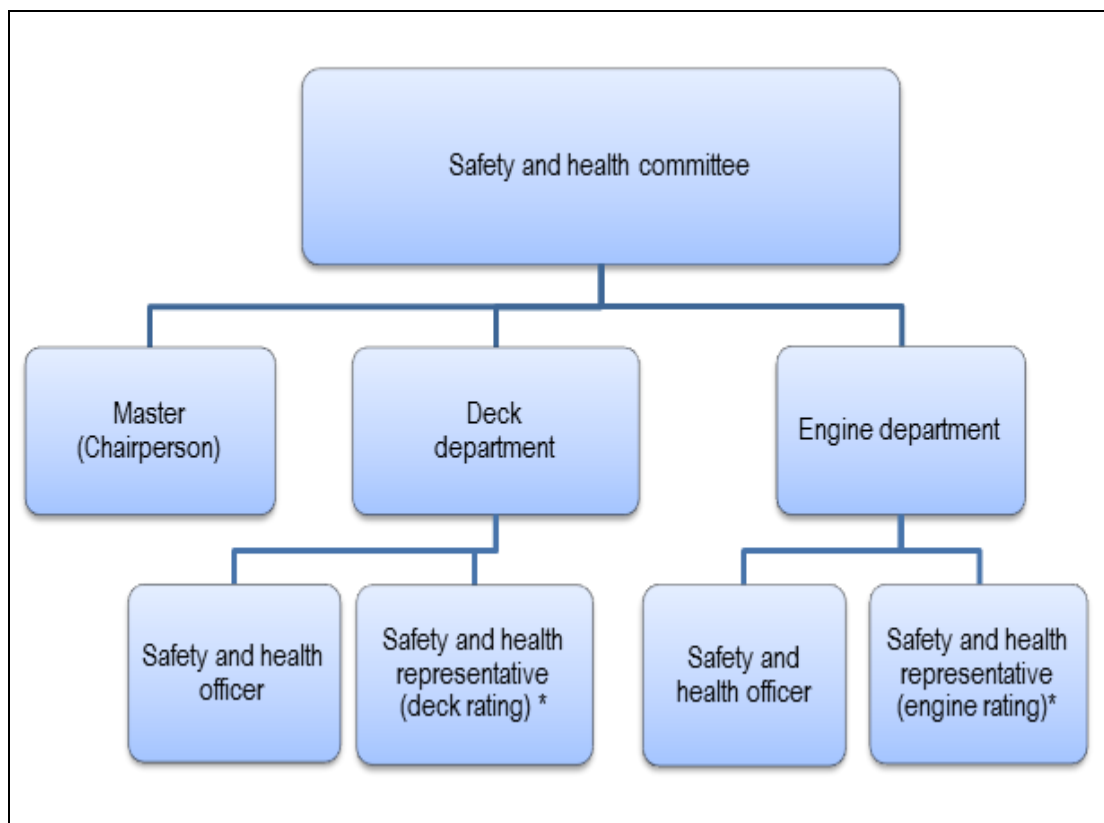 Safety and health committee
Master
(Chairperson)
Deck
department
Engine department
Safety and health
officer
Safety and health
representative
(deck rating) *
Safety and
health officer
Safety and health
representative
(engine rating)*